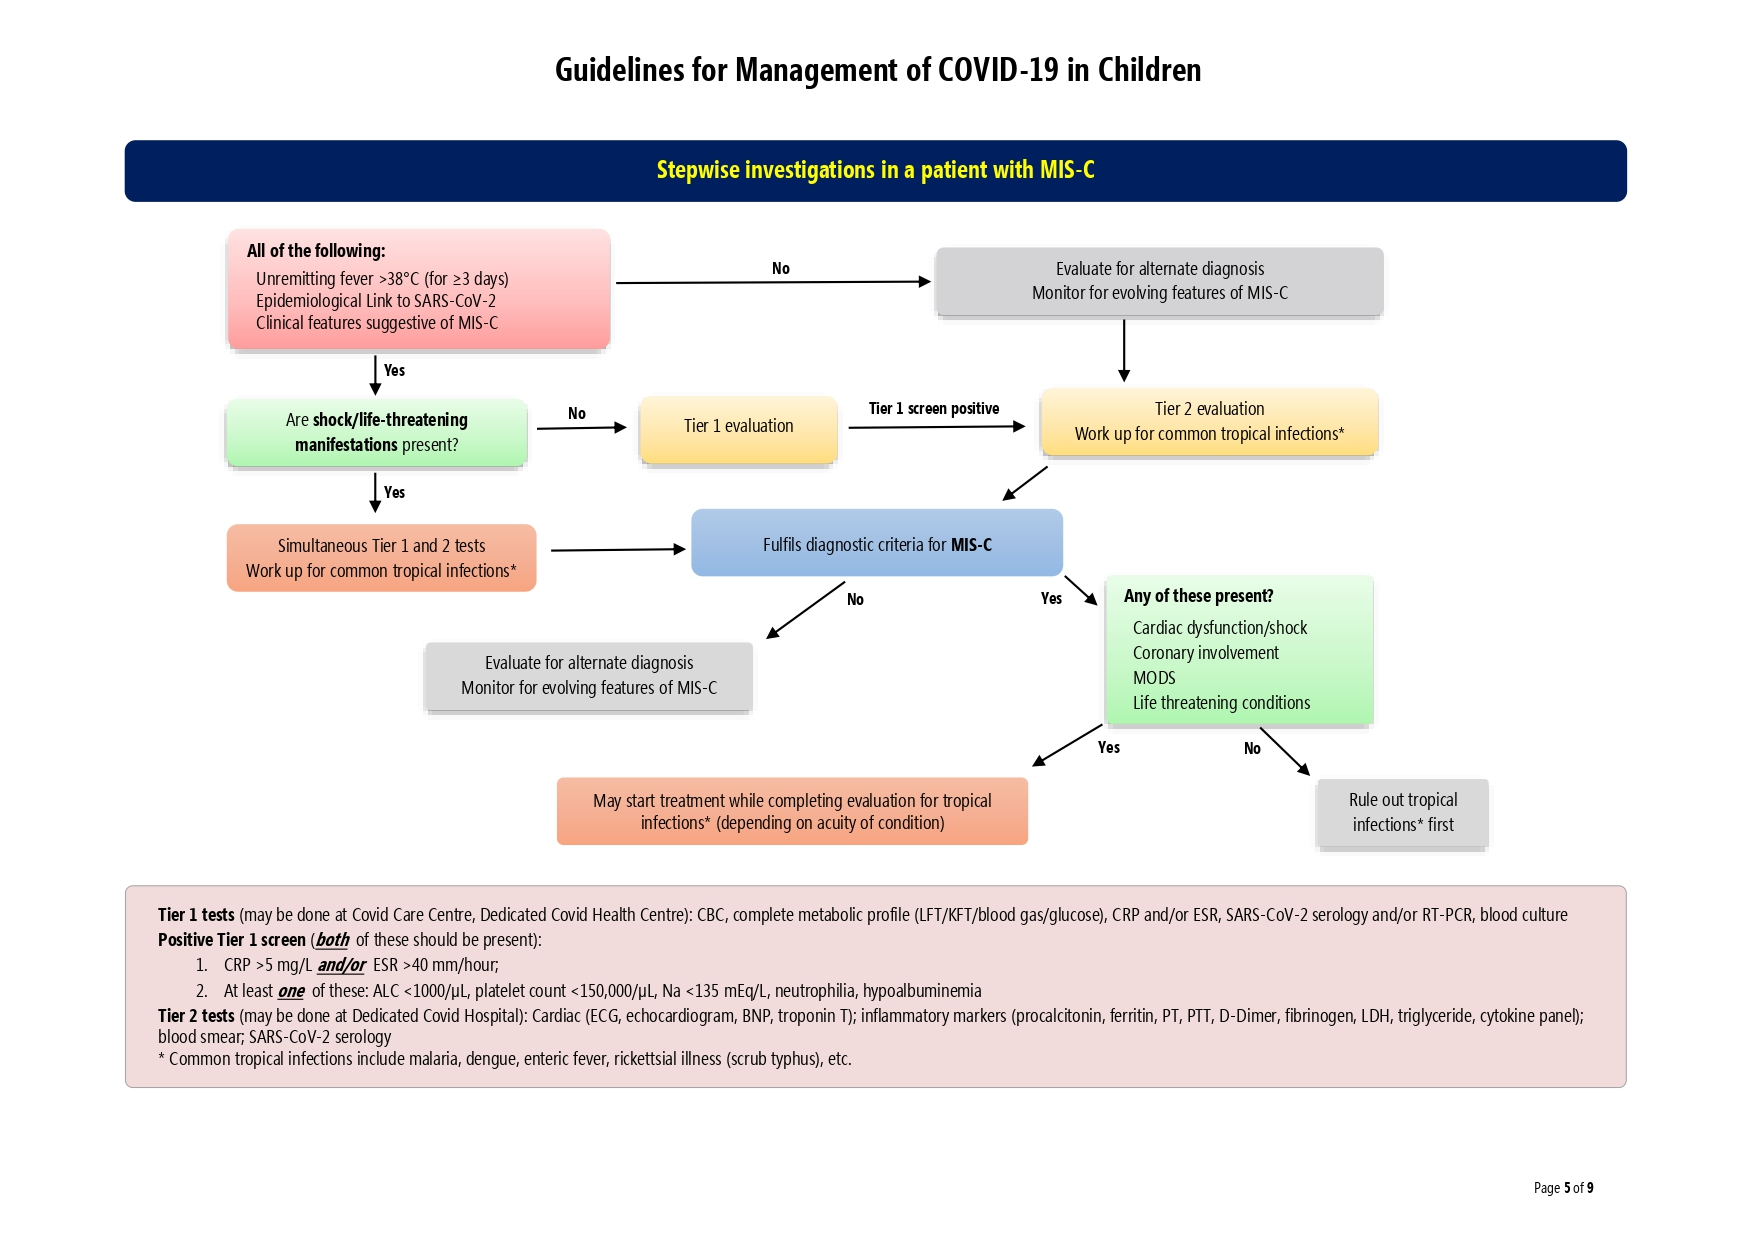 Guidelines for Management of COVID-19 in Children
Stepwise investigations in a patient with MIS-C
All of the following:
Unremitting fever >38°C (for ≥3 days)
Epidemiological Link to SARS-CoV-2
Clinical features suggestive of MIS-C
No
Evaluate for alternate diagnosis
Monitor for evolving features of MIS-C
Yes
Are shock/life-threatening
manifestations present?
No
Tier 1 evaluation
Tier 1 screen positive
Tier 2 evaluation
Work up for common tropical infections*
Yes
Simultaneous Tier 1 and 2 tests
Work up for common tropical infections*
Fulfils diagnostic criteria for MIS-C
No
Yes
Evaluate for alternate diagnosis
Monitor for evolving features of MIS-C
Any of these present?
Cardiac dysfunction/shock
Coronary involvement
MODS
Life threatening conditions
Yes
No
May start treatment while completing evaluation for tropical
infections* (depending on acuity of condition)
Rule out tropical
infections* first
Tier 1 tests (may be done at Covid Care Centre, Dedicated Covid Health Centre): CBC, complete metabolic profile (LFT/KFT/blood gas/glucose), CRP and/or ESR, SARS-CoV-2 serology and/or RT-PCR, blood culture
Positive Tier 1 screen (both of these should be present):
1. CRP >5 mg/L and/or ESR >40 mm/hour;
2. At least one of these: ALC <1000/µL, platelet count <150,000/µL, Na <135 mEq/L, neutrophilia, hypoalbuminemia
Tier 2 tests (may be done at Dedicated Covid Hospital): Cardiac (ECG, echocardiogram, BNP, troponin T); inflammatory markers (procalcitonin, ferritin, PT, PTT, D-Dimer, fibrinogen, LDH, triglyceride, cytokine panel);
blood smear; SARS-CoV-2 serology
* Common tropical infections include malaria, dengue, enteric fever, rickettsial illness (scrub typhus), etc.
Page 5 of 9